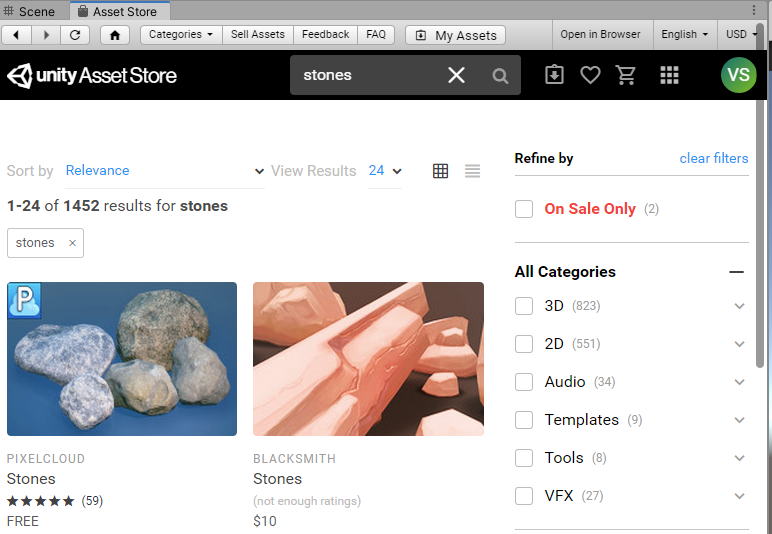 Scene
Asset Store
Categories
Sell Assets
Feedback
FAQ
My Assets
Open in Browser
English
USD
unity Asset Store
stones
VS
Sort by
Relevance
View Results
24
1-24 of 1452 results for stones
stones ×
P
PIXELCLOUD
Stones
★★★★★ (59)
FREE
BLACKSMITH
Stones
(not enough ratings)
$10
Refine by
clear filters
On Sale Only (2)
All Categories
3D (823)
2D (551)
Audio (34)
Templates (9)
Tools (8)
VFX (27)